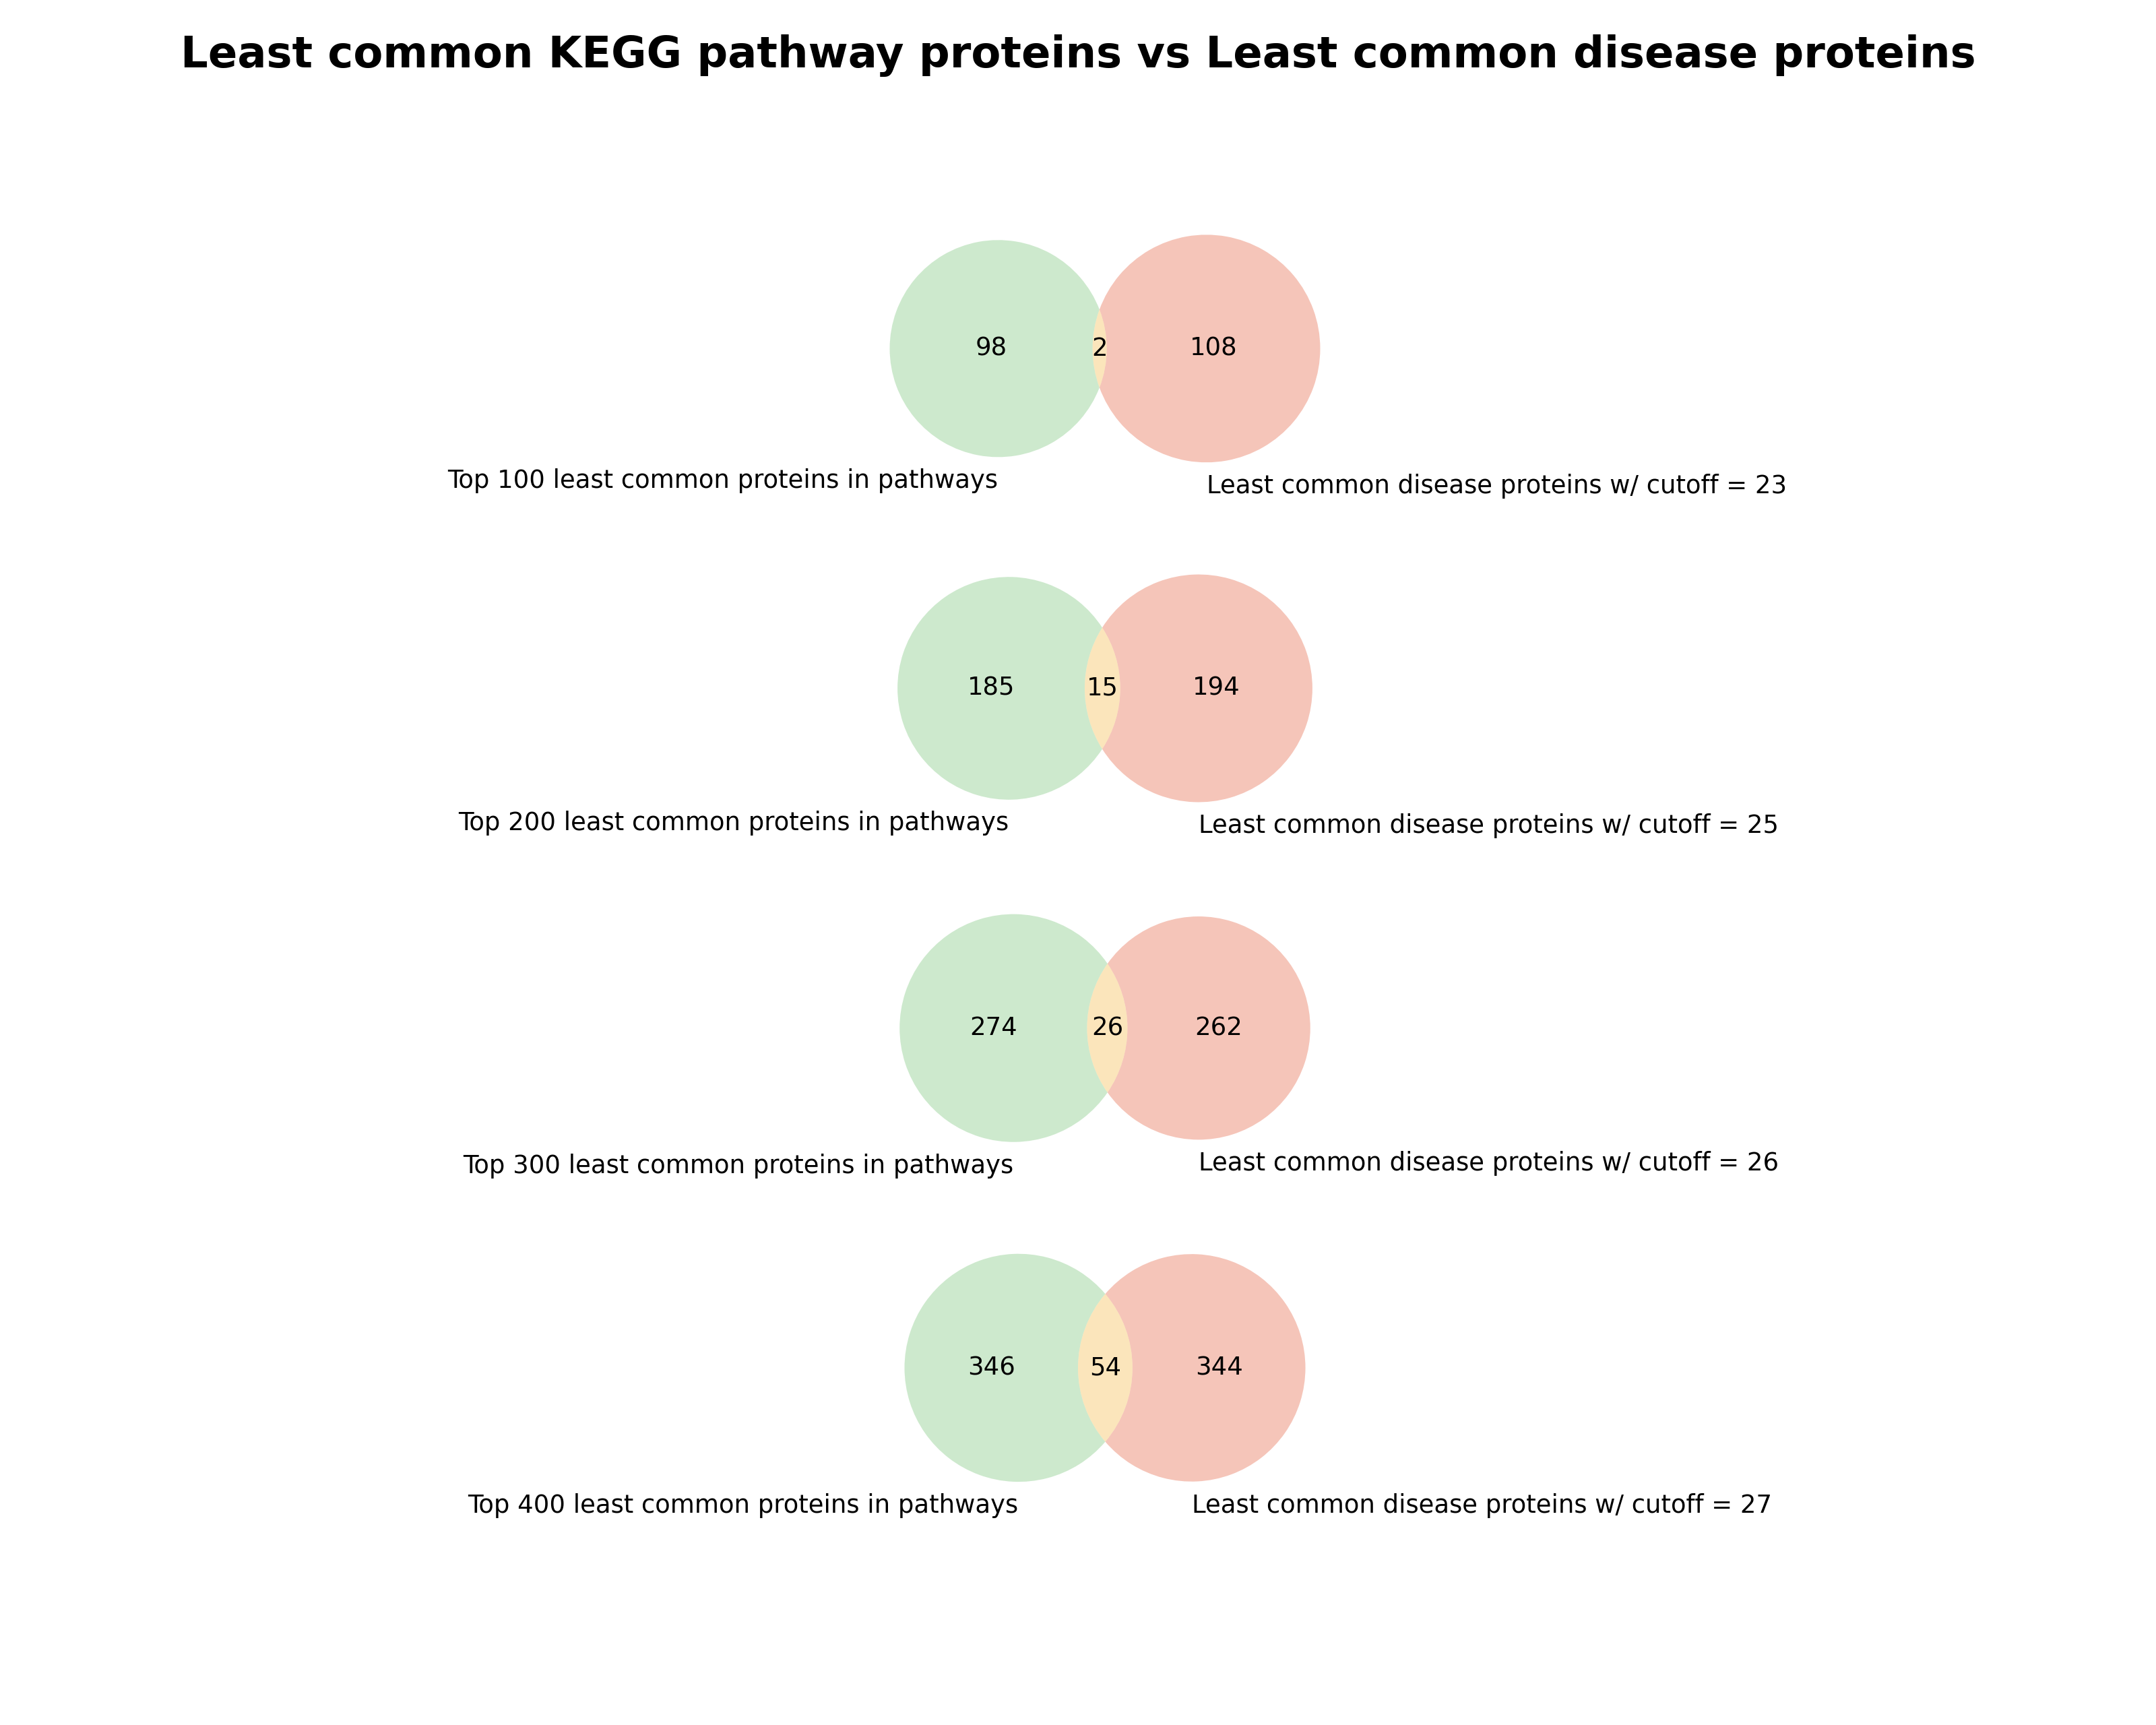 Least common KEGG pathway proteins vs Least common disease proteins
98 2 108
Top 100 least common proteins in pathways
Least common disease proteins w/ cutoff = 23
185 15 194
Top 200 least common proteins in pathways
Least common disease proteins w/ cutoff = 25
274 26 262
Top 300 least common proteins in pathways
Least common disease proteins w/ cutoff = 26
346 54 344
Top 400 least common proteins in pathways
Least common disease proteins w/ cutoff = 27